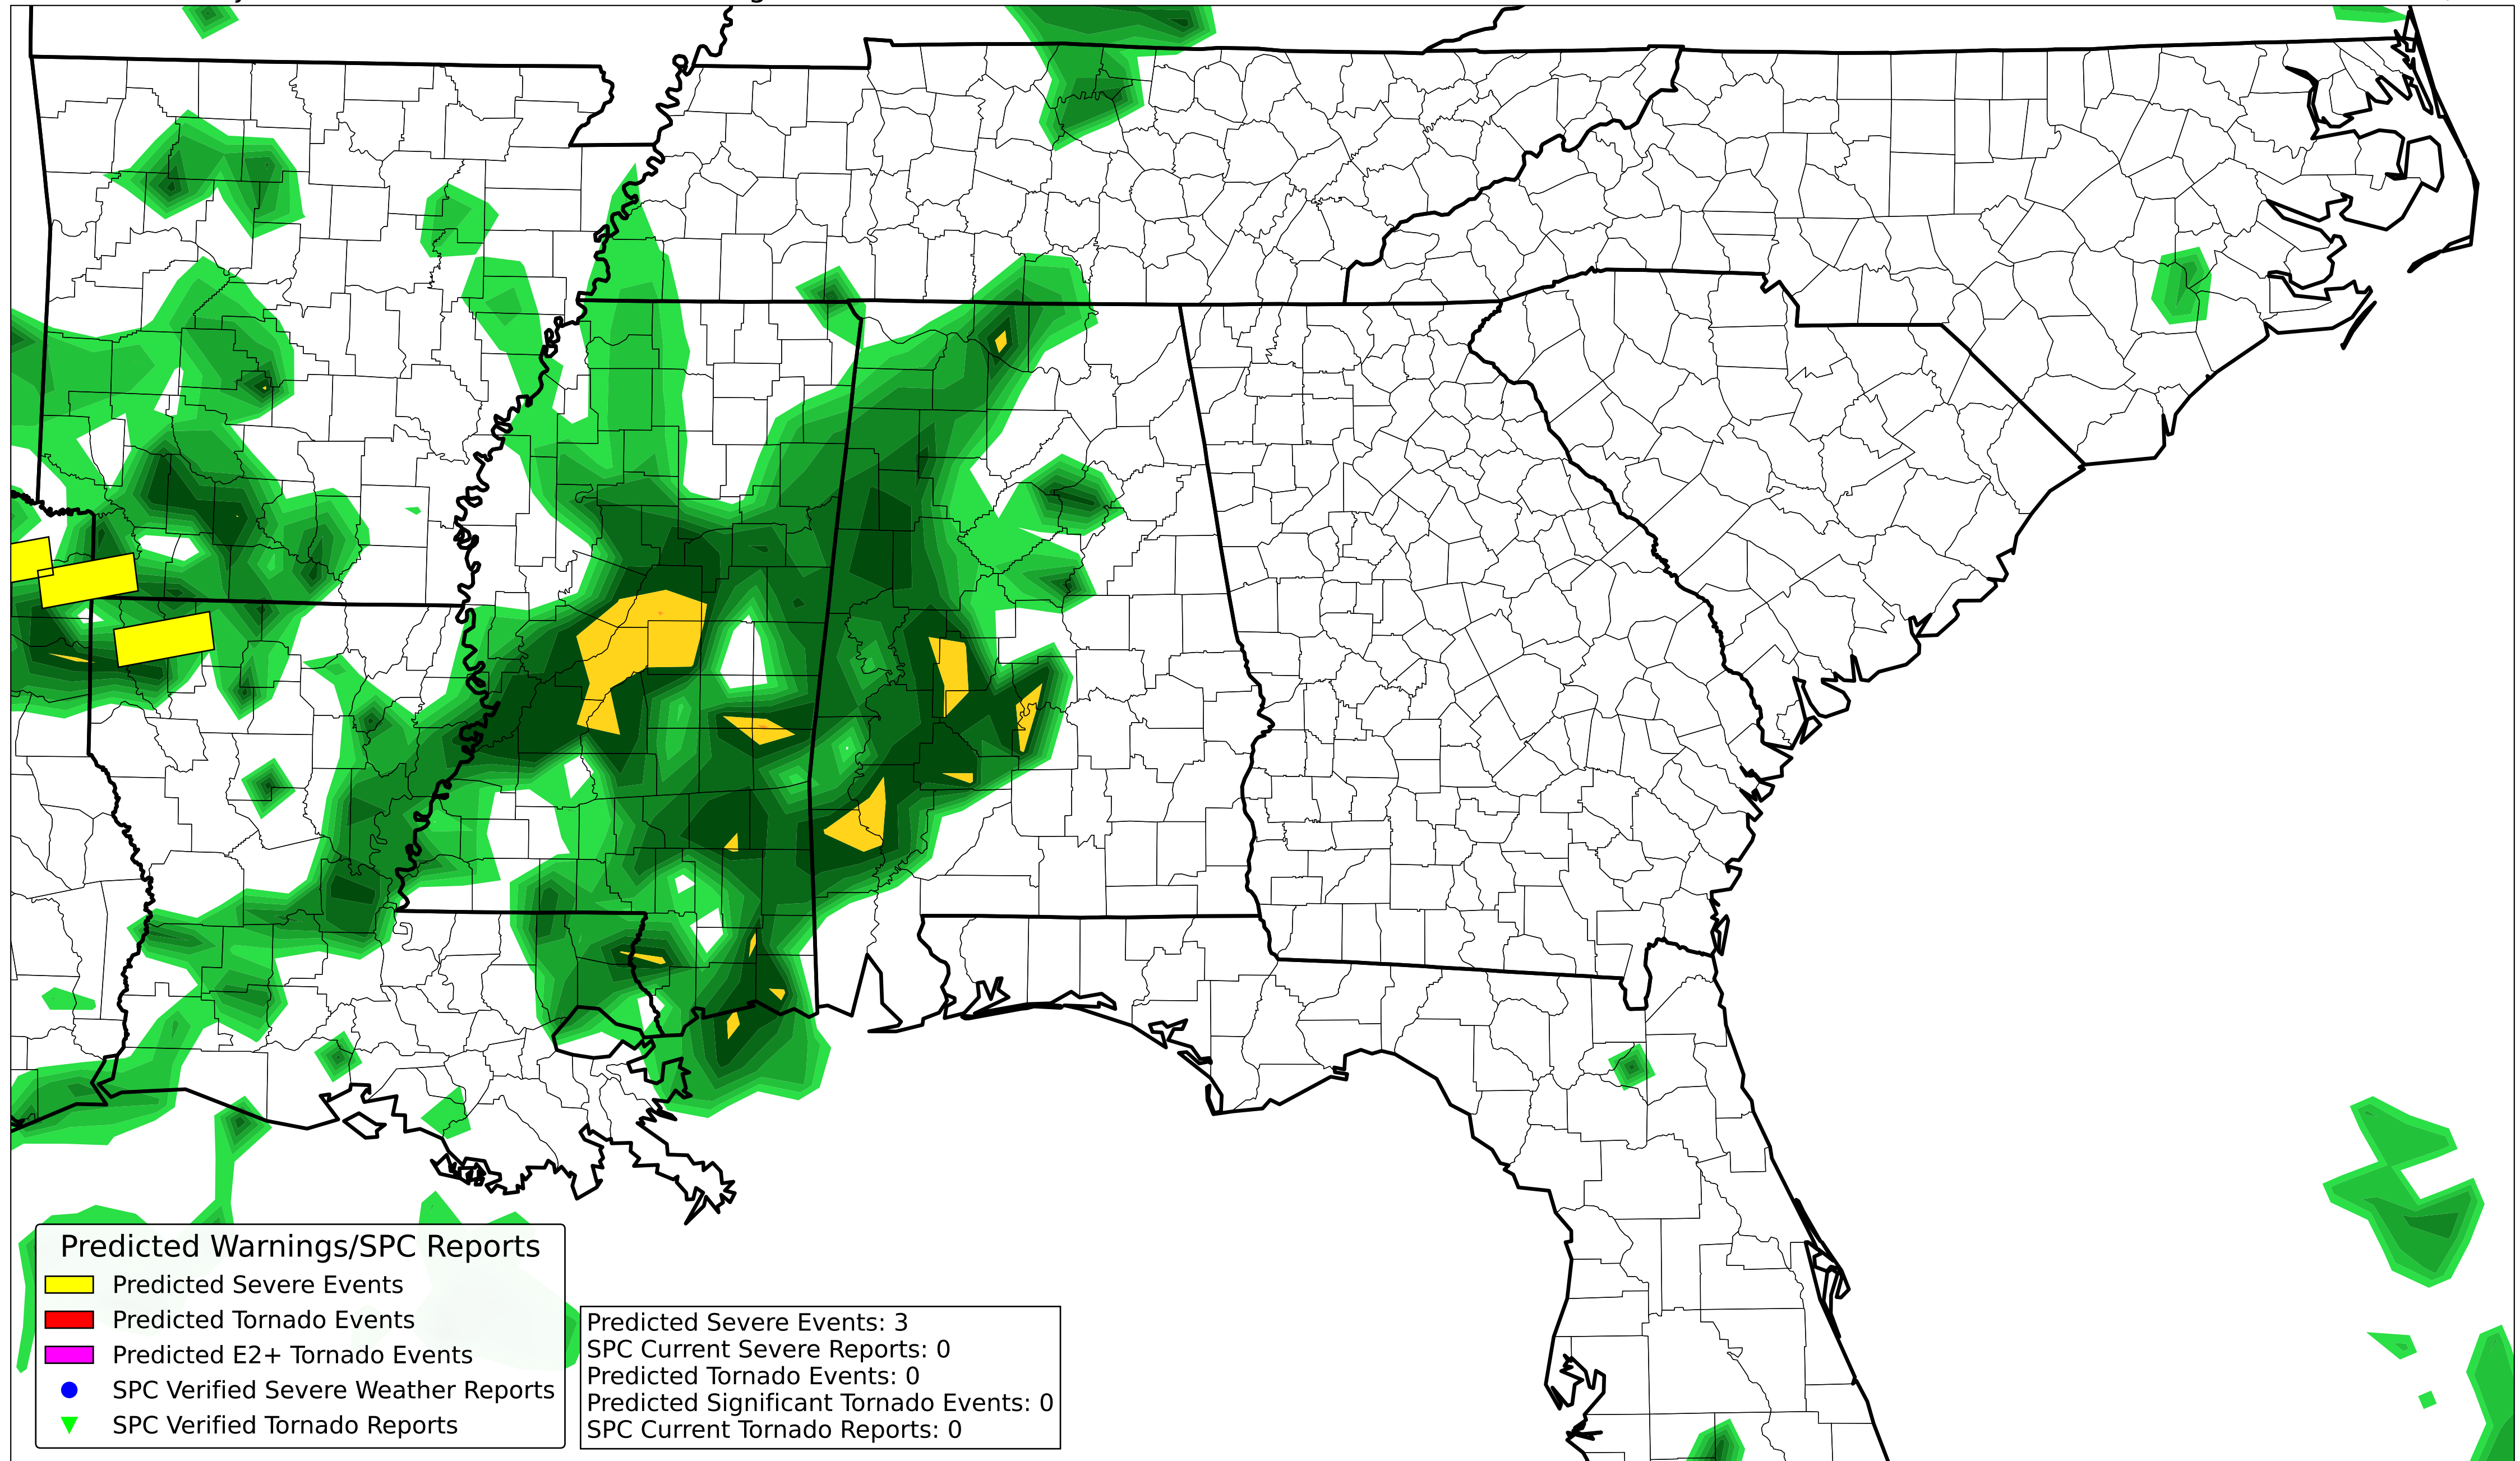 Predicted Warnings/SPC Reports
Predicted Severe Events
Predicted Tornado Events
Predicted E2+ Tornado Events
SPC Verified Severe Weather Reports
SPC Verified Tornado Reports
Predicted Severe Events: 3
SPC Current Severe Reports: 0
Predicted Tornado Events: 0
Predicted Significant Tornado Events: 0
SPC Current Tornado Reports: 0